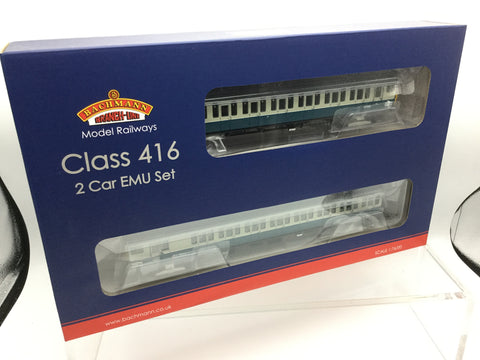 BACHMANN
BRANCH-LINE
Model Railways
Class 416
2 Car EMU Set
www.bachmann.co.uk